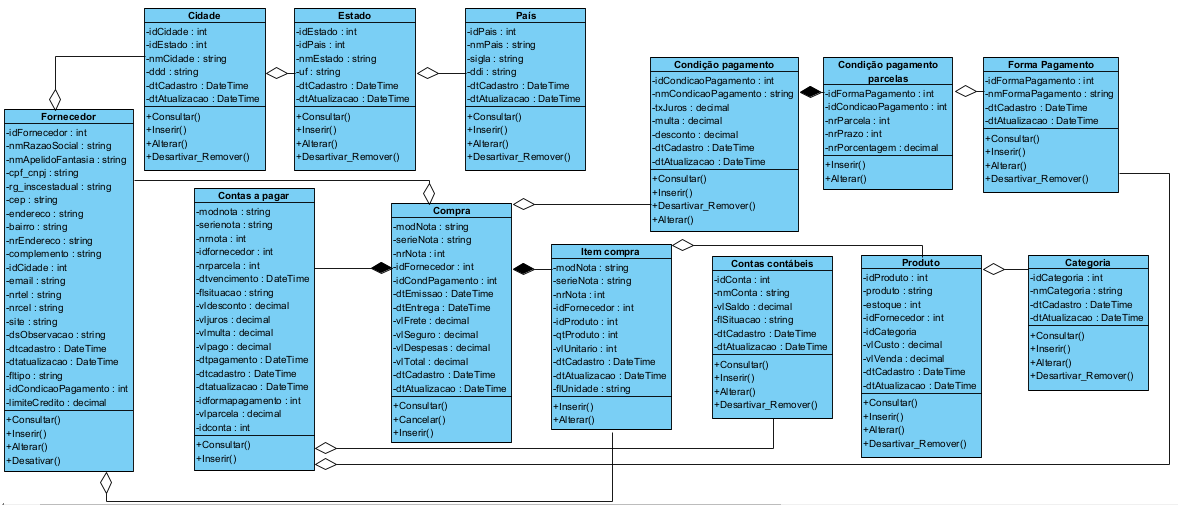 Cidade
-idCidade : int
-idEstado : int
-nmCidade : string
-ddd : string
-dtCadastro : DateTime
-dtAtualizacao : DateTime
+Consultar()
+Inserir()
+Alterar()
+Desartivar_Remover()
Estado
-idEstado : int
-idPais : int
-nmEstado : string
-uf : string
-dtCadastro : DateTime
-dtAtualizacao : DateTime
+Consultar()
+Inserir()
+Alterar()
+Desartivar_Remover()
País
-idPais : int
-nmPais : string
-sigla : string
-ddi : string
-dtCadastro : DateTime
-dtAtualizacao : DateTime
+Consultar()
+Inserir()
+Alterar()
+Desartivar_Remover()
Condição pagamento
-idCondicaoPagamento : int
-nmCondicaoPagamento : string
-txJuros : decimal
-multa : decimal
-desconto : decimal
-dtCadastro : DateTime
-dtAtualizacao : DateTime
+Consultar()
+Inserir()
+Desartivar_Remover()
+Alterar()
Condição pagamento
parcelas
-idFormaPagamento : int
-idCondicaoPagamento : int
-nrParcela : int
-nrPrazo : int
-nrPorcentagem : decimal
+Inserir()
+Alterar()
Forma Pagamento
-idFormaPagamento : int
-nmFormaPagamento : string
-dtCadastro : DateTime
-dtAtualizacao : DateTime
+Consultar()
+Inserir()
+Alterar()
+Desartivar_Remover()
Fornecedor
-idFornecedor : int
-nmRazaoSocial : string
-nmApelidoFantasia : string
-cpf_cnpj : string
-rg_inscestadual : string
-cep : string
-endereco : string
-bairro : string
-nrEndereco : string
-complemento : string
-idCidade : int
-email : string
-nrtel : string
-nrcel : string
-site : string
-dsObservacao : string
-dtcadastro : DateTime
-dtatualizacao : DateTime
-fltipo : string
-idCondicaoPagamento : int
-limiteCredito : decimal
+Consultar()
+Inserir()
+Alterar()
+Desativar()
Contas a pagar
-modnota : string
-serienota : string
-nrnota : int
-idfornecedor : int
-nrparcela : int
-dtvencimento : DateTime
-flsituacao : string
-vldesconto : decimal
-vljuros : decimal
-vlmulta : decimal
-vlpago : decimal
-dtpagamento : DateTime
-dtcadastro : DateTime
-dtatualizacao : DateTime
-idformapagamento : int
-vlparcela : decimal
-idconta : int
+Consultar()
+Inserir()
Compra
-modNota : string
-serieNota : string
-nrNota : int
-idFornecedor : int
-idCondPagamento : int
-dtEmissao : DateTime
-dtEntrega : DateTime
-vlFrete : decimal
-vlSeguro : decimal
-vlDespesas : decimal
-vlTotal : decimal
-dtCadastro : DateTime
-dtAtualizacao : DateTime
+Consultar()
+Cancelar()
+Inserir()
Item compra
-modNota : string
-serieNota : string
-nrNota : int
-idFornecedor : int
-idProduto : int
-qtProduto : int
-vlUnitario : int
-dtCadastro : DateTime
-dtAtualizacao : DateTime
-flUnidade : string
+Inserir()
+Alterar()
Contas contábeis
-idConta : int
-nmConta : string
-vlSaldo : decimal
-flSituacao : string
-dtCadastro : DateTime
-dtAtualizacao : DateTime
+Consultar()
+Inserir()
+Alterar()
+Desartivar_Remover()
Produto
-idProduto : int
-produto : string
-estoque : int
-idFornecedor : int
-idCategoria
-vlCusto : decimal
-vlVenda : decimal
-dtCadastro : DateTime
-dtAtualizacao : DateTime
+Consultar()
+Inserir()
+Alterar()
+Desartivar_Remover()
Categoria
-idCategoria : int
-nmCategoria : string
-dtCadastro : DateTime
-dtAtualizacao : DateTime
+Consultar()
+Inserir()
+Alterar()
+Desartivar_Remover()